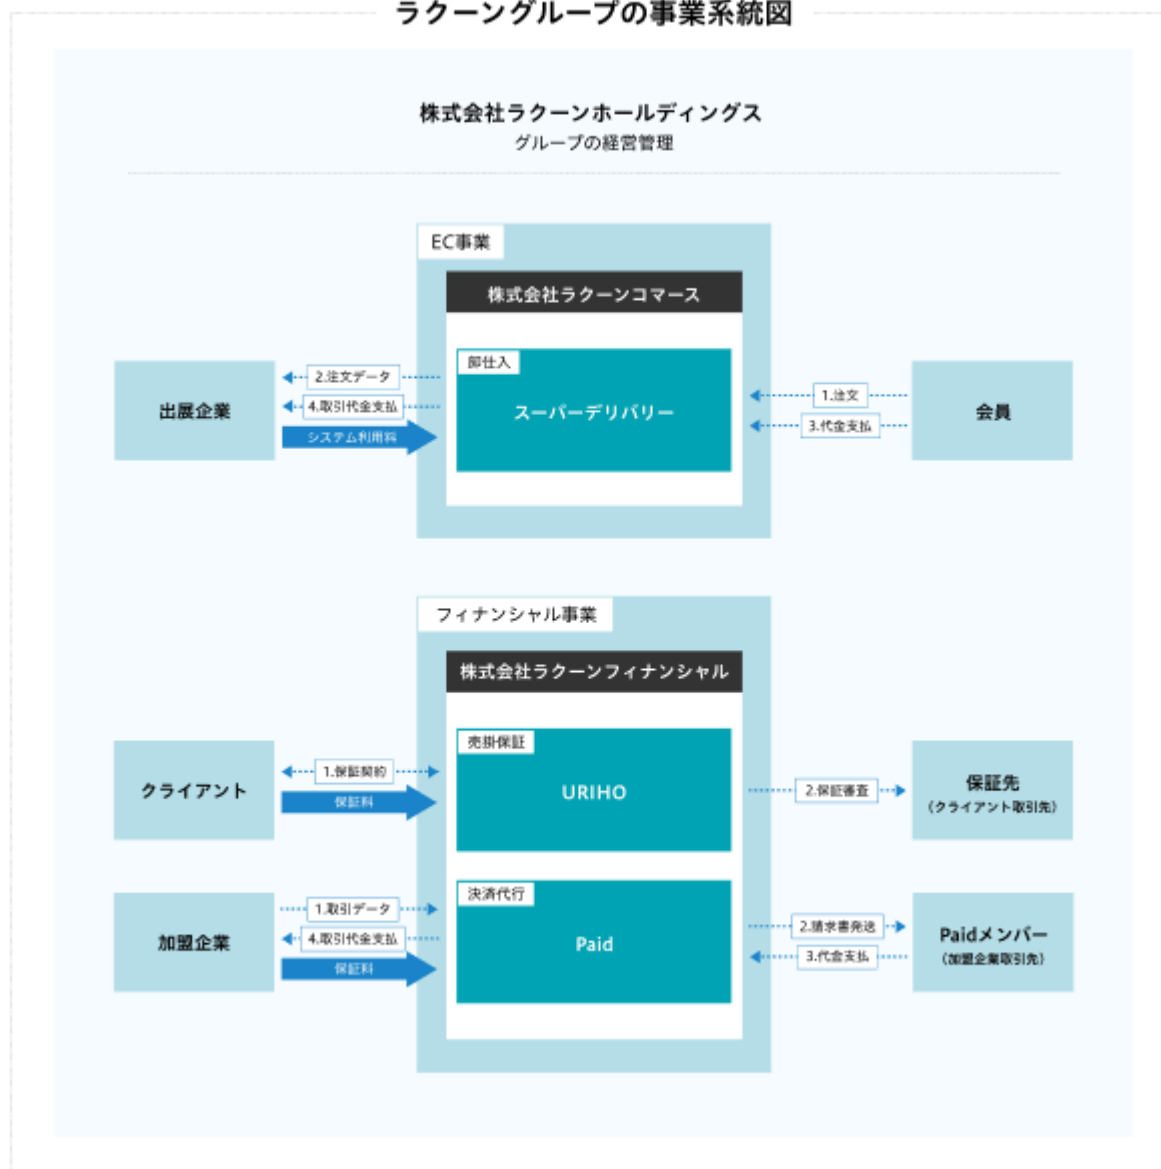 ラクーングループの事業系統図
株式会社ラクーンホールディングス
グループの経営管理
EC事業
株式会社ラクーンコマース
卸仕入
スーパーデリバリー
出展企業
2.注文データ
4.取引代金支払
システム利用料
1.注文
3.代金支払
会員
フィナンシャル事業
株式会社ラクーンフィナンシャル
売掛保証
URIHO
クライアント
1.保証契約
保証料
2.保証審査
保証先
(クライアント取引先)
決済代行
Paid
加盟企業
1.取引データ
4.取引代金支払
保証料
2.請求書発送
3.代金支払
Paidメンバー
(加盟企業取引先)